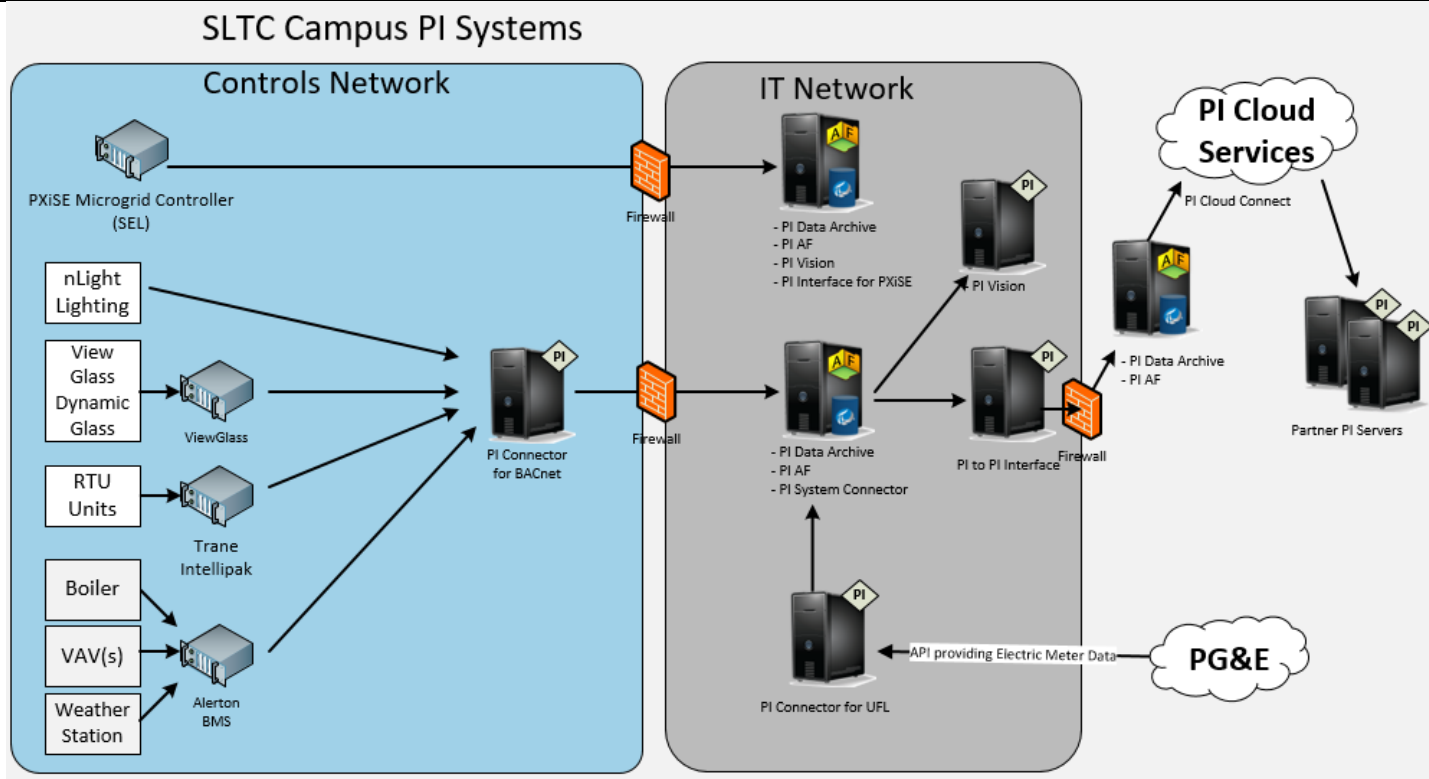 SLTC Campus PI Systems
Controls Network
PXiSE Microgrid Controller
(SEL)
nLight
Lighting
View
Glass
Dynamic
Glass
ViewGlass
RTU
Units
Trane
Intellipak
Boiler
VAV(s)
Weather
Station
Alerton
BMS
PI
PI Connector
for BACnet
Firewall
Firewall
IT Network
A F
- PI Data Archive
- PI AF
- PI Vision
- PI Interface for PXiSE
PI
PI Vision
A F
- PI Data Archive
- PI AF
- PI System Connector
PI
PI to PI Interface
Firewall
PI
PI Connector for UFL
API providing Electric Meter Data
PG&E
PI Cloud
Services
PI Cloud Connect
A F
- PI Data Archive
- PI AF
PI
PI
Partner PI Servers